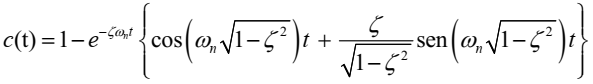 c(t) = 1 − e^{−ζω_n t} { cos(ω_n √(1−ζ²)) t + ζ/√(1−ζ²) sen(ω_n √(1−ζ²)) t }